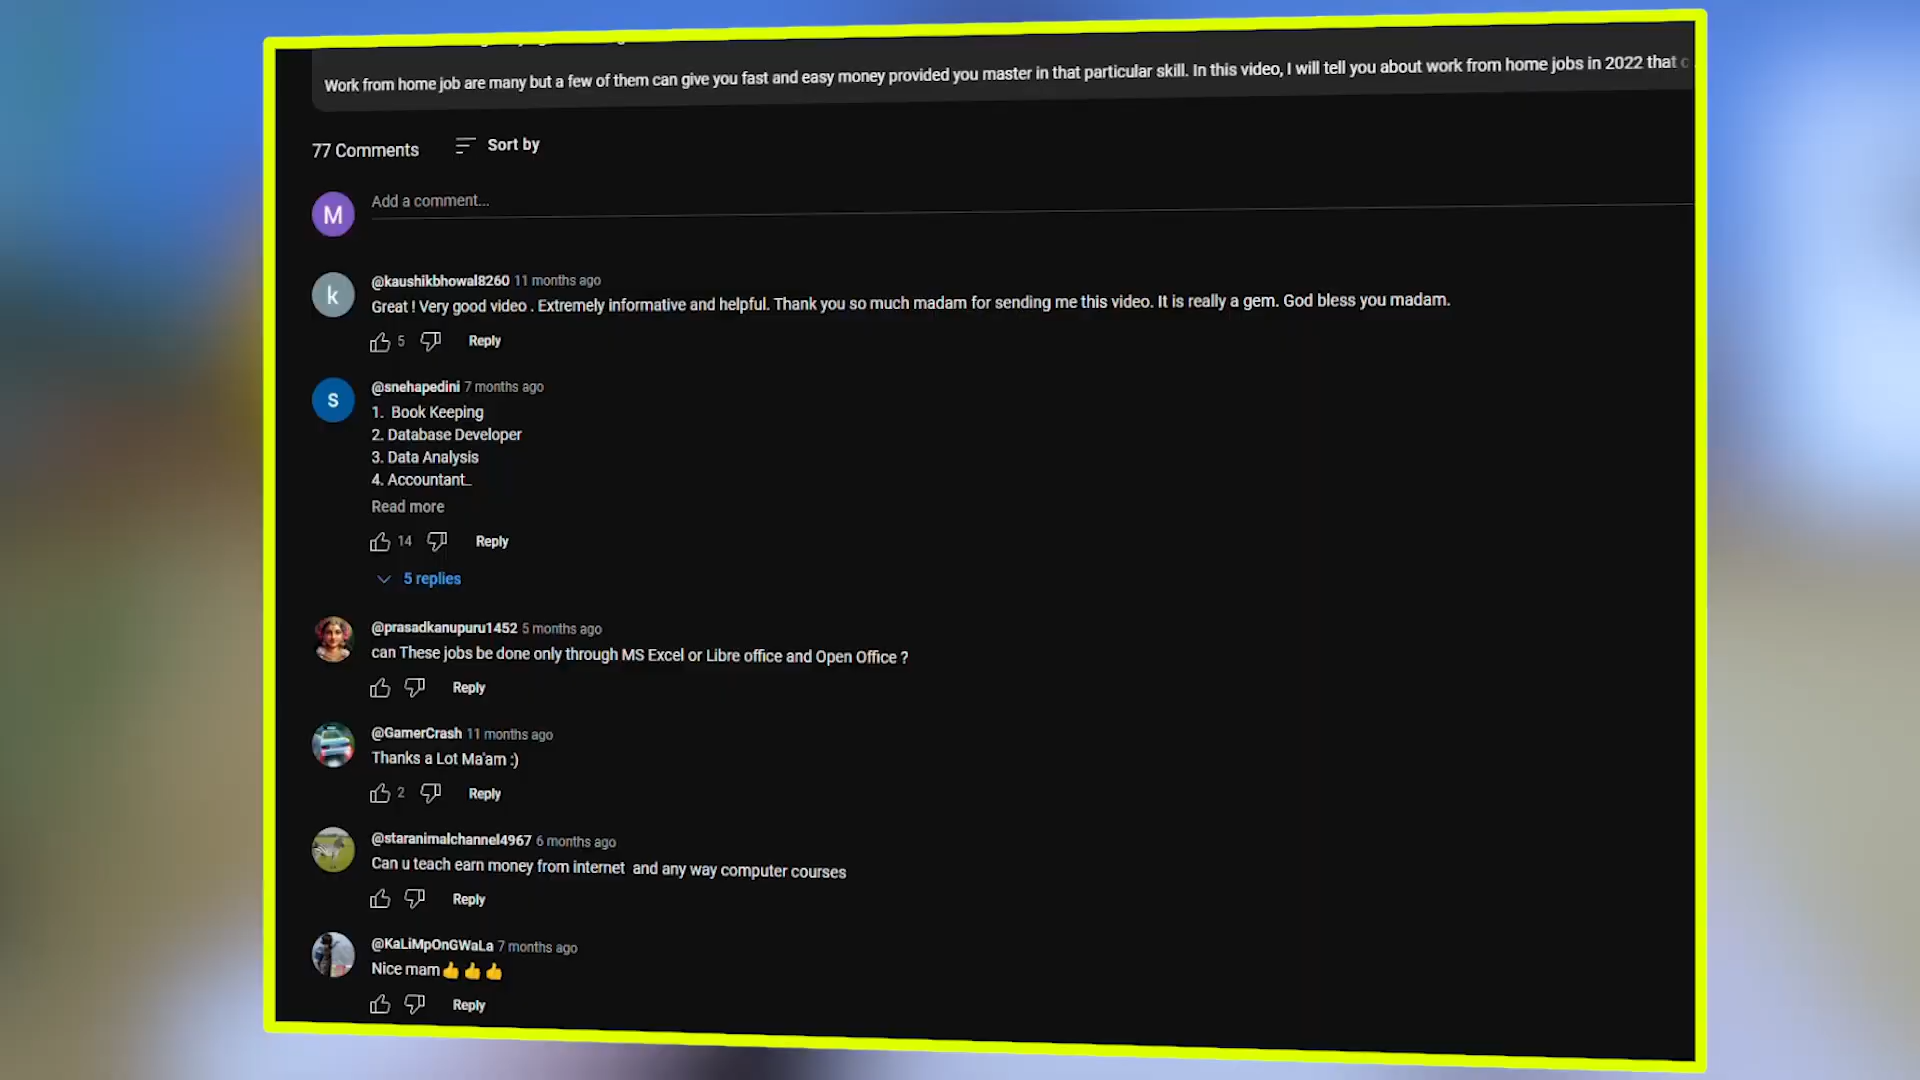 Work from home job are many but a few of them can give you fast and easy money provided you master in that particular skill. In this video, I will tell you about work from home jobs in 2022 that
77 Comments
Sort by
M
Add a comment...
k
@kaushikbhowal8260 11 months ago
Great ! Very good video . Extremely informative and helpful. Thank you so much madam for sending me this video. It is really a gem. God bless you madam.
5
Reply
S
@snehapedini 7 months ago
1. Book Keeping
2. Database Developer
3. Data Analysis
4. Accountant...
Read more
14
Reply
5 replies
@prasadkanupuru1452 5 months ago
can These jobs be done only through MS Excel or Libre office and Open Office ?
Reply
@GamerCrash 11 months ago
Thanks a Lot Ma'am :)
2
Reply
@staranimalchannel4967 6 months ago
Can u teach earn money from internet  and any way computer courses
Reply
@KaLiMpOnGWaLa 7 months ago
Nice mam👍👍👍
Reply